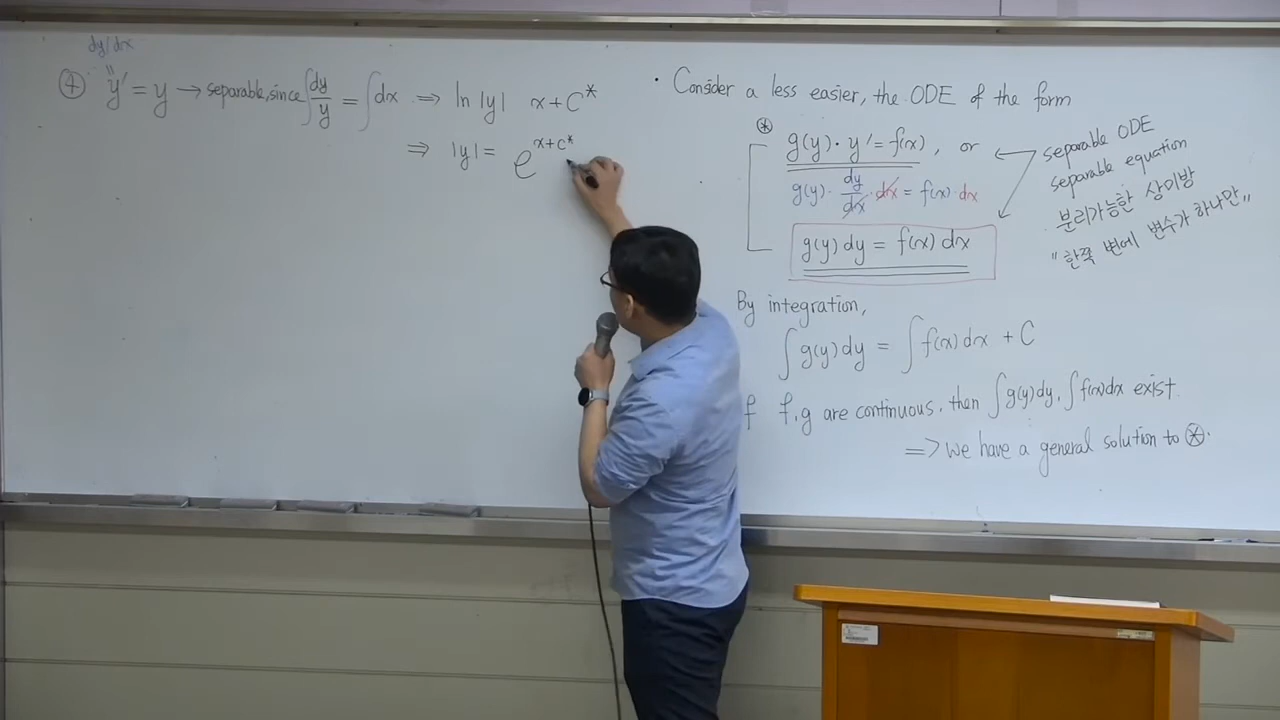 dy/dx
④ y' = y → separable, since ∫dy/y = ∫dx ⇒ ln |y| x + C*
⇒ |y| = e^{x+c*}
· Consider a less easier, the ODE of the form
⊛ g(y) · y' = f(x), or
g(y) · dy/dx · dx = f(x) · dx
g(y) dy = f(x) dx
separable ODE
separable equation
분리가능한 상미방
"한쪽 변에 변수가 하나만"
By integration,
∫ g(y) dy = ∫ f(x) dx + C
f f, g are continuous, then ∫ g(y) dy, ∫ f(x) dx exist.
⇒ we have a general solution to ⊛.